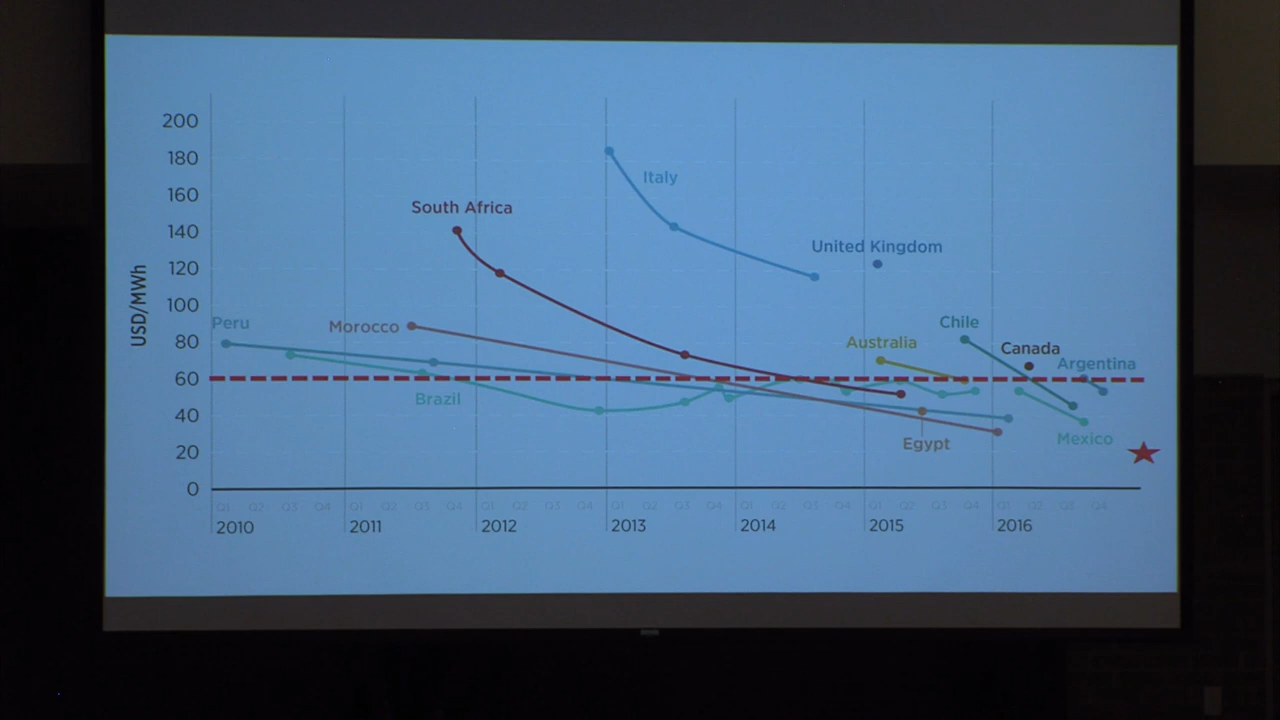 200
180
160
140
120
100
80
60
40
20
0
USD/MWh
Italy
South Africa
United Kingdom
Peru
Morocco
Chile
Australia
Canada
Argentina
Brazil
Egypt
Mexico
Q1 Q2 Q3 Q4 Q1 Q2 Q3 Q4 Q1 Q2 Q3 Q4 Q1 Q2 Q3 Q4 Q1 Q2 Q3 Q4 Q1 Q2 Q3 Q4 Q1 Q2 Q3 Q4
2010 2011 2012 2013 2014 2015 2016